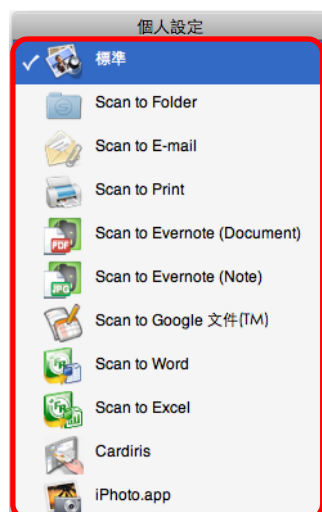 個人設定
標準
Scan to Folder
Scan to E-mail
Scan to Print
Scan to Evernote (Document)
PDF
Scan to Evernote (Note)
JPG
Scan to Google 文件(TM)
Scan to Word
Scan to Excel
Cardiris
iPhoto.app